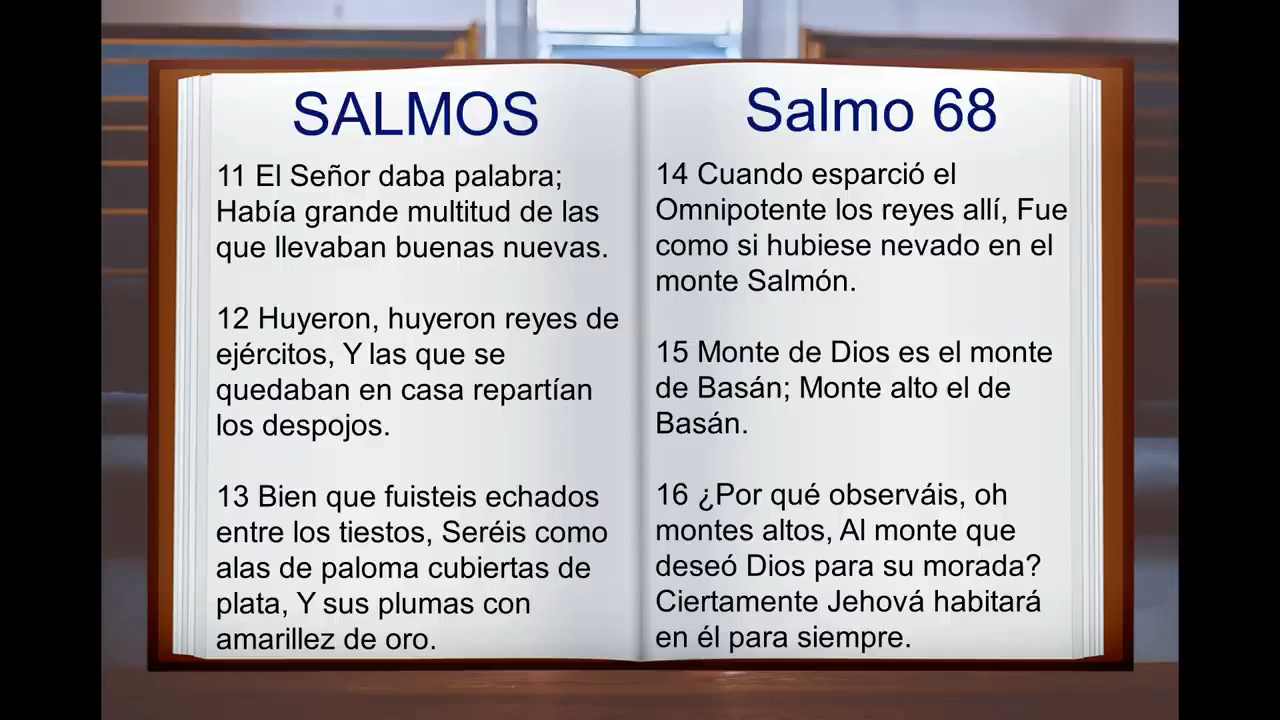 SALMOS
11 El Señor daba palabra;
Había grande multitud de las
que llevaban buenas nuevas.
12 Huyeron, huyeron reyes de
ejércitos, Y las que se
quedaban en casa repartían
los despojos.
13 Bien que fuisteis echados
entre los tiestos, Seréis como
alas de paloma cubiertas de
plata, Y sus plumas con
amarillez de oro.
Salmo 68
14 Cuando esparció el
Omnipotente los reyes allí, Fue
como si hubiese nevado en el
monte Salmón.
15 Monte de Dios es el monte
de Basán; Monte alto el de
Basán.
16 ¿Por qué observáis, oh
montes altos, Al monte que
deseó Dios para su morada?
Ciertamente Jehová habitará
en él para siempre.